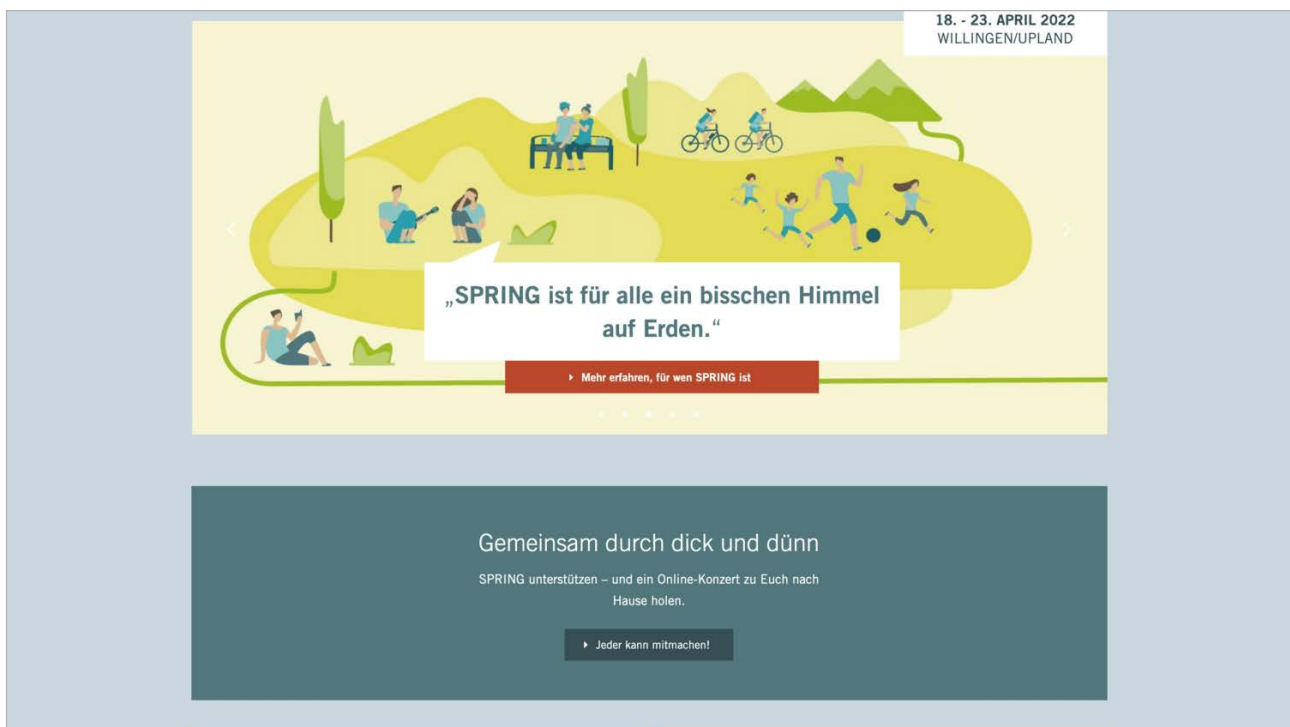 18. - 23. APRIL 2022
WILLINGEN/UPLAND
„SPRING ist für alle ein bisschen Himmel
auf Erden.“
Mehr erfahren, für wen SPRING ist
Gemeinsam durch dick und dünn
SPRING unterstützen – und ein Online-Konzert zu Euch nach
Hause holen.
Jeder kann mitmachen!